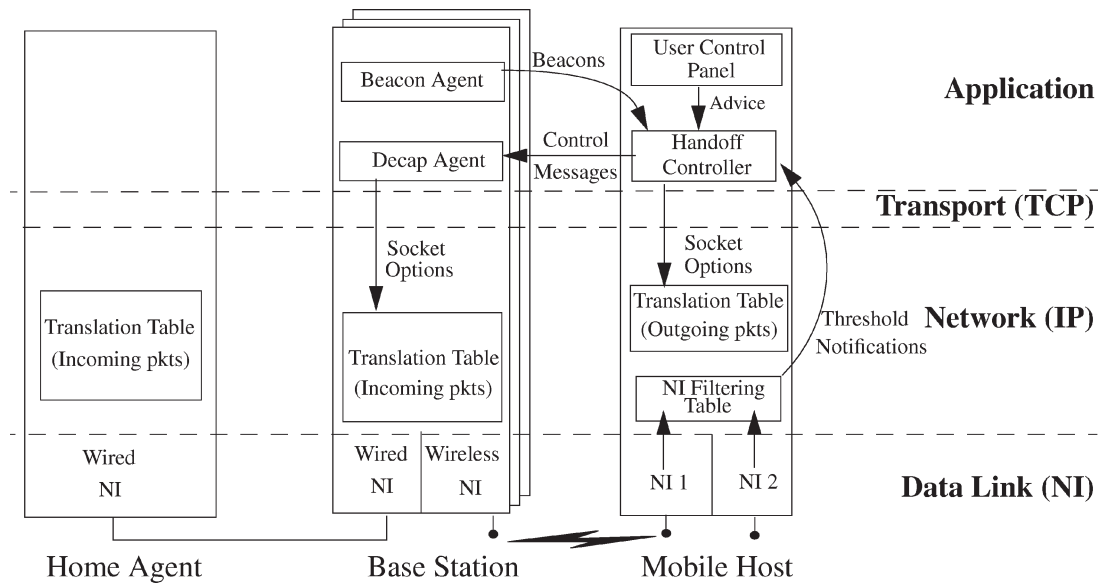 User Control
Panel
Beacons
Beacon Agent
Application
Advice
Control
Handoff
Controller
Decap Agent
Messages
Transport (TCP)
Socket
Options
Socket
Options
Translation Table
(Incoming pkts)
Translation Table
(Incoming pkts)
Translation Table
(Outgoing pkts)
Threshold
Notifications
Network (IP)
NI Filtering
Table
Wired
NI
Wired
NI
Wireless
NI
NI 1
NI 2
Data Link (NI)
Home Agent
Base Station
Mobile Host